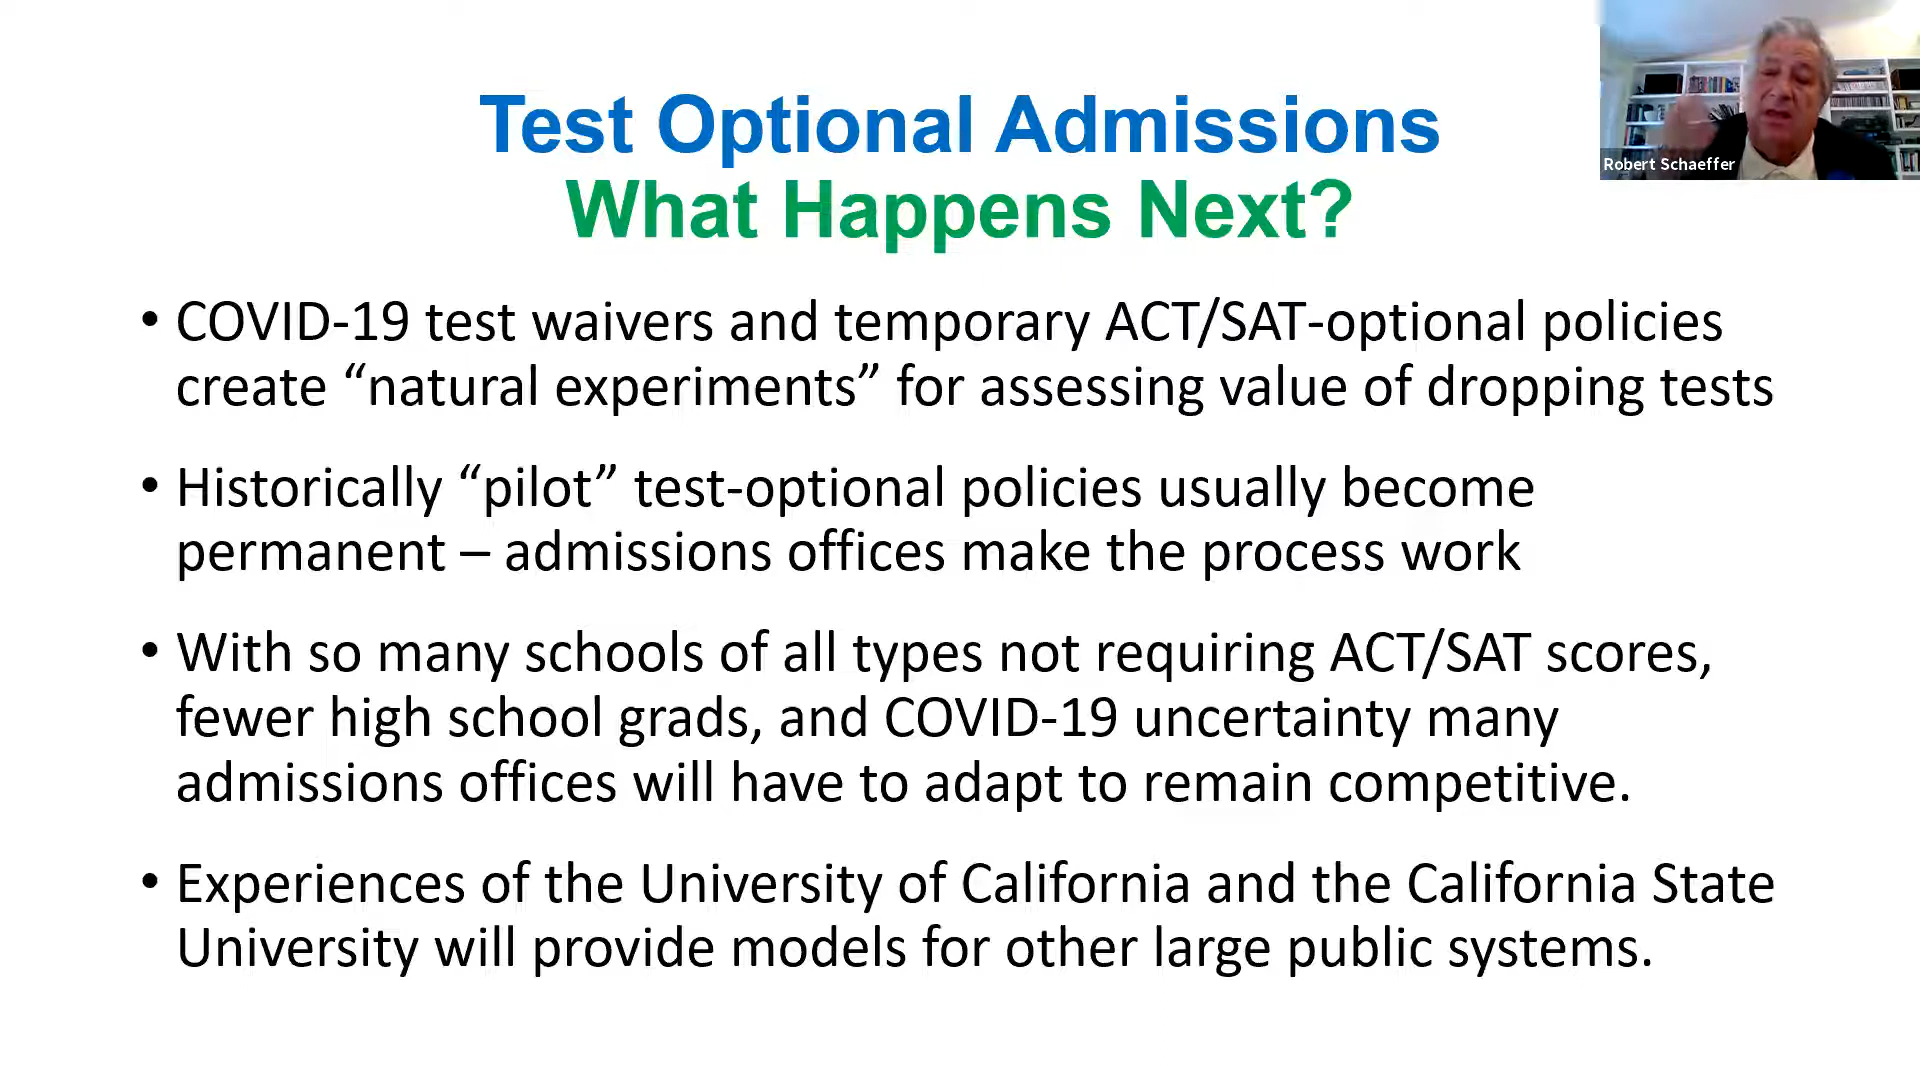 Test Optional Admissions
What Happens Next?
Robert Schaeffer
• COVID-19 test waivers and temporary ACT/SAT-optional policies
create “natural experiments” for assessing value of dropping tests
• Historically “pilot” test-optional policies usually become
permanent – admissions offices make the process work
• With so many schools of all types not requiring ACT/SAT scores,
fewer high school grads, and COVID-19 uncertainty many
admissions offices will have to adapt to remain competitive.
• Experiences of the University of California and the California State
University will provide models for other large public systems.